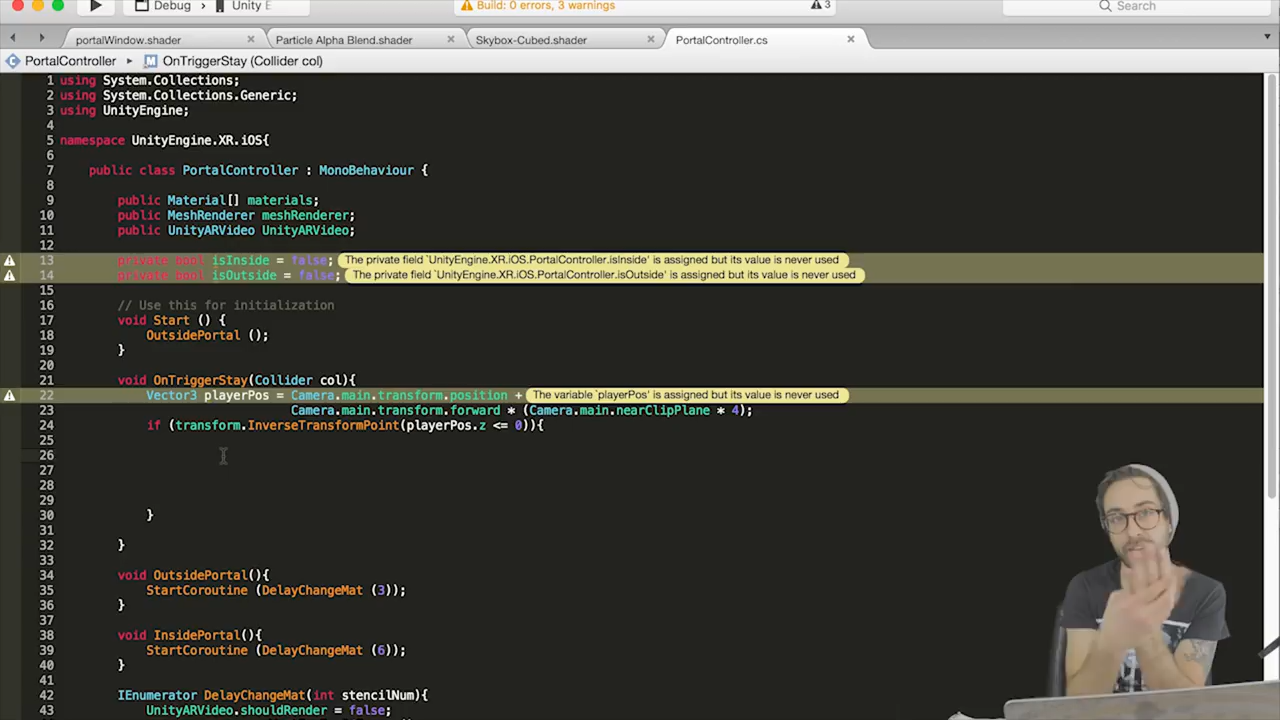 Debug
Unity E
Build: 0 errors, 3 warnings
3
Search
portalWindow.shader
Particle Alpha Blend.shader
Skybox-Cubed.shader
PortalController.cs
PortalController
OnTriggerStay (Collider col)
1 using System.Collections;
2 using System.Collections.Generic;
3 using UnityEngine;
4
5 namespace UnityEngine.XR.iOS{
6
7 public class PortalController : MonoBehaviour {
8
9 public Material[] materials;
10 public MeshRenderer meshRenderer;
11 public UnityARVideo UnityARVideo;
12
13 private bool isInside = false; The private field `UnityEngine.XR.iOS.PortalController.isInside' is assigned but its value is never used
14 private bool isOutside = false; The private field `UnityEngine.XR.iOS.PortalController.isOutside' is assigned but its value is never used
15
16 // Use this for initialization
17 void Start () {
18 OutsidePortal ();
19 }
20
21 void OnTriggerStay(Collider col){
22 Vector3 playerPos = Camera.main.transform.position + The variable `playerPos' is assigned but its value is never used
23 Camera.main.transform.forward * (Camera.main.nearClipPlane * 4);
24 if (transform.InverseTransformPoint(playerPos.z <= 0)){
25
26
27
28
29
30 }
31
32 }
33
34 void OutsidePortal(){
35 StartCoroutine (DelayChangeMat (3));
36 }
37
38 void InsidePortal(){
39 StartCoroutine (DelayChangeMat (6));
40 }
41
42 IEnumerator DelayChangeMat(int stencilNum){
43 UnityARVideo.shouldRender = false;